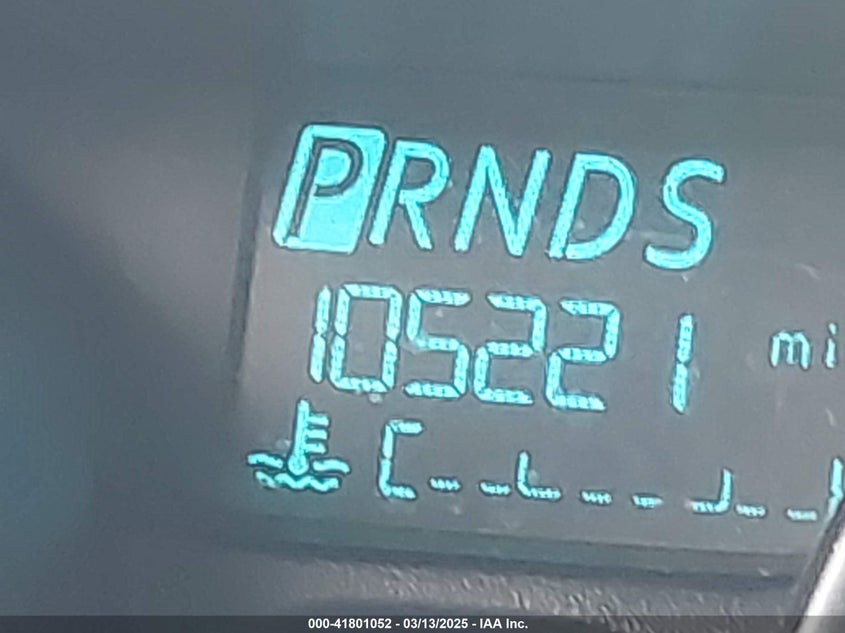 PRNDS
105221 mi
C
000-41801052 - 03/13/2025 - IAA Inc.